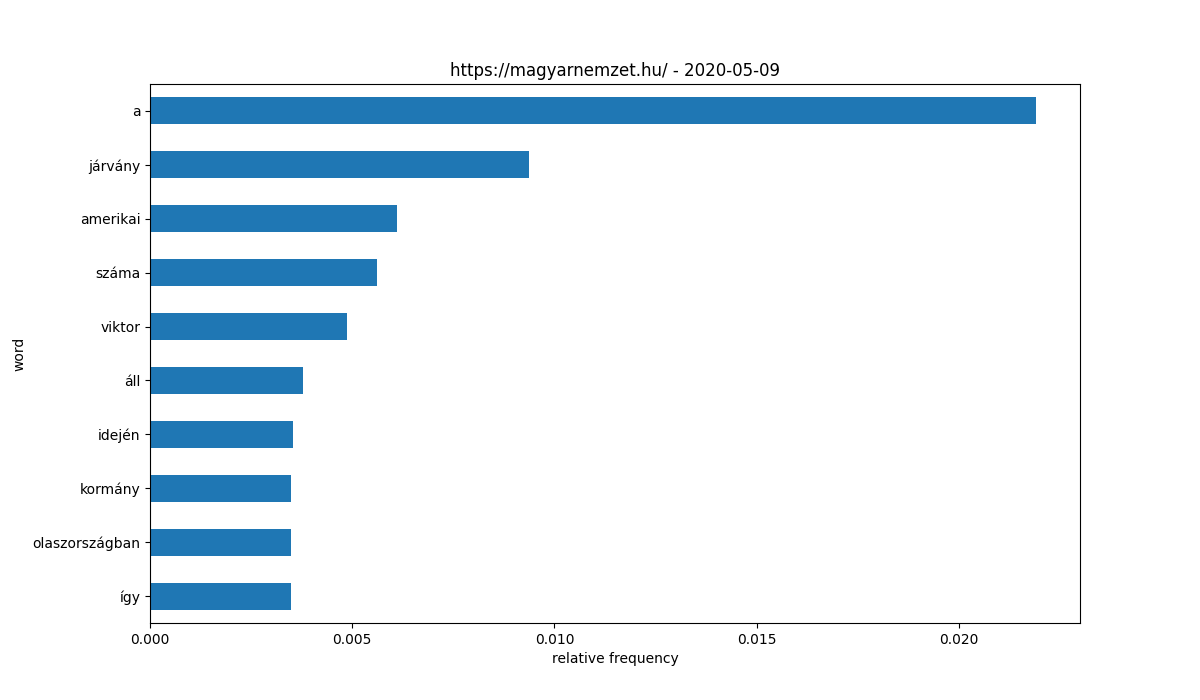 https://magyarnemzet.hu/ - 2020-05-09
a
járvány
amerikai
száma
viktor
áll
idején
kormány
olaszországban
így
word
0.000 0.005 0.010 0.015 0.020
relative frequency